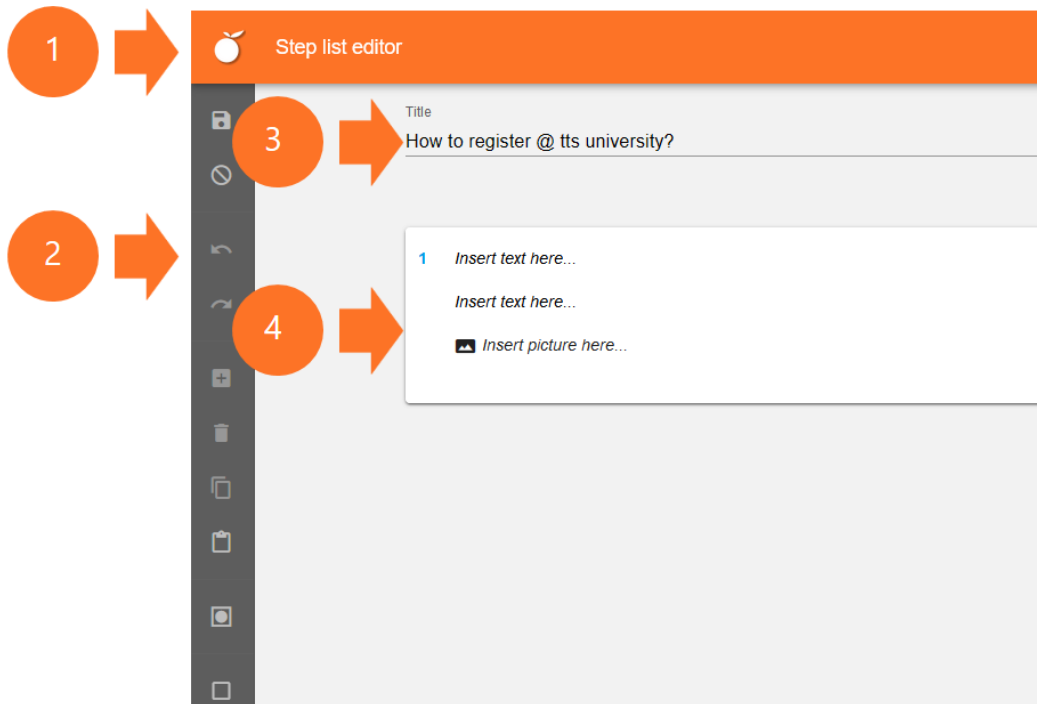 1
Step list editor
3
Title
How to register @ tts university?
2
1 Insert text here...
Insert text here...
4
Insert picture here...